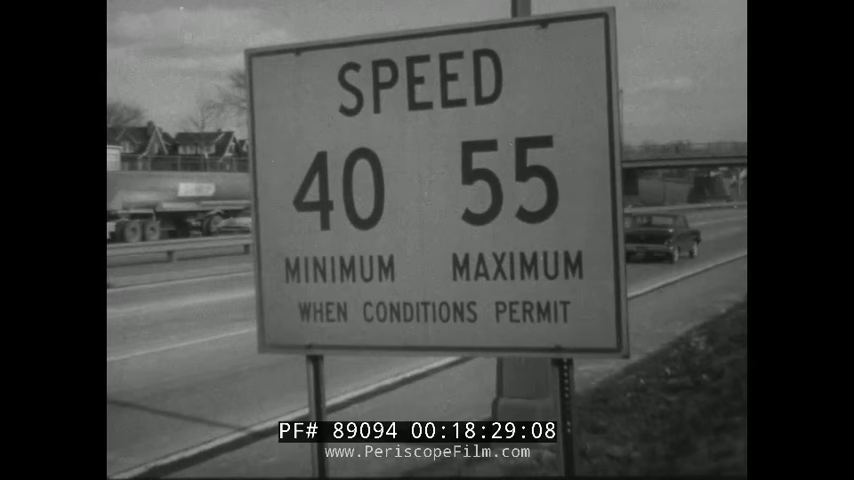 SPEED
40 55
MINIMUM MAXIMUM
WHEN CONDITIONS PERMIT
PF# 89094 00:18:29:08
www.PeriscopeFilm.com